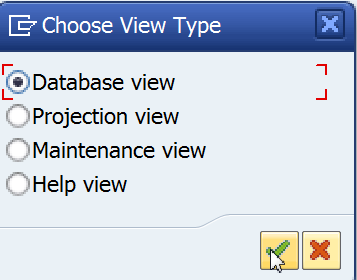 Choose View Type
Database view
Projection view
Maintenance view
Help view